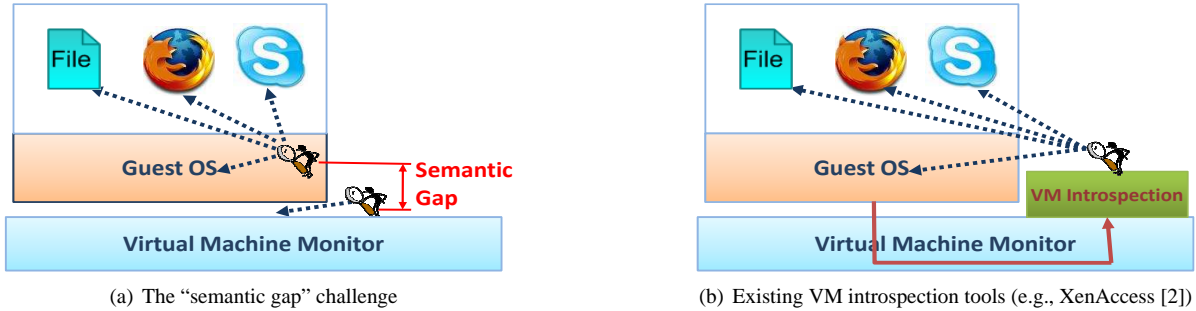 File
S
Guest OS
Semantic
Gap
Virtual Machine Monitor
(a) The “semantic gap” challenge
File
S
Guest OS
VM Introspection
Virtual Machine Monitor
(b) Existing VM introspection tools (e.g., XenAccess [2])